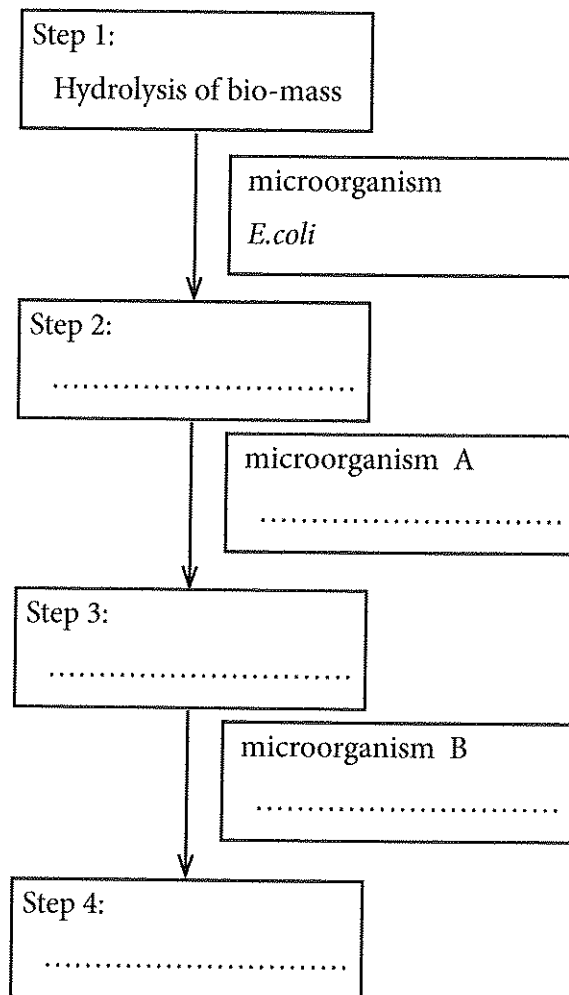 Step 1:
Hydrolysis of bio-mass
microorganism
E.coli
Step 2:
..............................
microorganism A
..............................
Step 3:
..............................
microorganism B
..............................
Step 4:
..............................